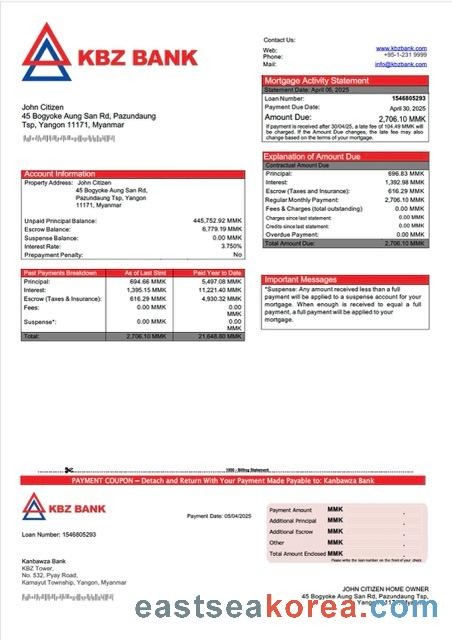 KBZ BANK
Contact Us:
Web: www.kbzbank.com
Phone: +95-1-231 9999
Mail: info@kbzbank.com
Mortgage Activity Statement
Statement Date: April 05, 2025
Loan Number: 1546805293
Payment Due Date: April 30, 2025
Amount Due: 2,706.10 MMK
If payment is received after 30/04/25, a late fee of 104.49 MMK will
be charged. If the Amount Due changes, the late fee may also
change based on the terms of your mortgage.
John Citizen
45 Bogyoke Aung San Rd, Pazundaung
Tsp, Yangon 11171, Myanmar
Explanation of Amount Due
Contractual Amount Due
Principal: 696.83 MMK
Interest: 1,392.98 MMK
Escrow (Taxes and Insurance): 616.29 MMK
Regular Monthly Payment: 2,706.10 MMK
Fees & Charges (total outstanding) 0.00 MMK
Charges since last statement: 0.00 MMK
Credits since last statement: 0.00 MMK
Overdue Payment: 0.00 MMK
Total Amount Due: 2,706.10 MMK
Account Information
Property Address: John Citizen
45 Bogyoke Aung San Rd,
Pazundaung Tsp, Yangon
11171, Myanmar
Unpaid Principal Balance: 445,752.92 MMK
Escrow Balance: 6,779.19 MMK
Suspense Balance: 0.00 MMK
Interest Rate: 3.750%
Prepayment Penalty: No
Past Payments Breakdown As of Last Stmt Paid Year to Date
Principal: 694.66 MMK 5,497.08 MMK
Interest: 1,395.15 MMK 11,221.40 MMK
Escrow (Taxes & Insurance): 616.29 MMK 4,930.32 MMK
Fees: 0.00 MMK 0.00
MMK
Suspense*: 0.00 MMK 0.00
MMK
Total: 2,706.10 MMK 21,648.80 MMK
Important Messages
*Suspense: Any amount received less than a full
payment will be applied to a suspense account for your
mortgage. When enough is received to equal a full
payment, a full payment will be applied to your
mortgage.
Billing Statement
PAYMENT COUPON – Detach and Return With Your Payment Made Payable to: Kanbawza Bank
KBZ BANK
Payment Date: 05/04/2025
Loan Number: 1546805293
Payment Amount MMK .
Additional Principal MMK .
Additional Escrow MMK .
Other MMK .
Total Amount Enclosed MMK .
Please write the loan number on the front of your check
Kanbawza Bank
KBZ Tower,
No. 532, Pyay Road,
Kamayut Township, Yangon, Myanmar
JOHN CITIZEN HOME OWNER
45 Bogyoke Aung San Rd, Pazundaung Tsp,
Yangon 11171, Myanmar
eastseakorea.com